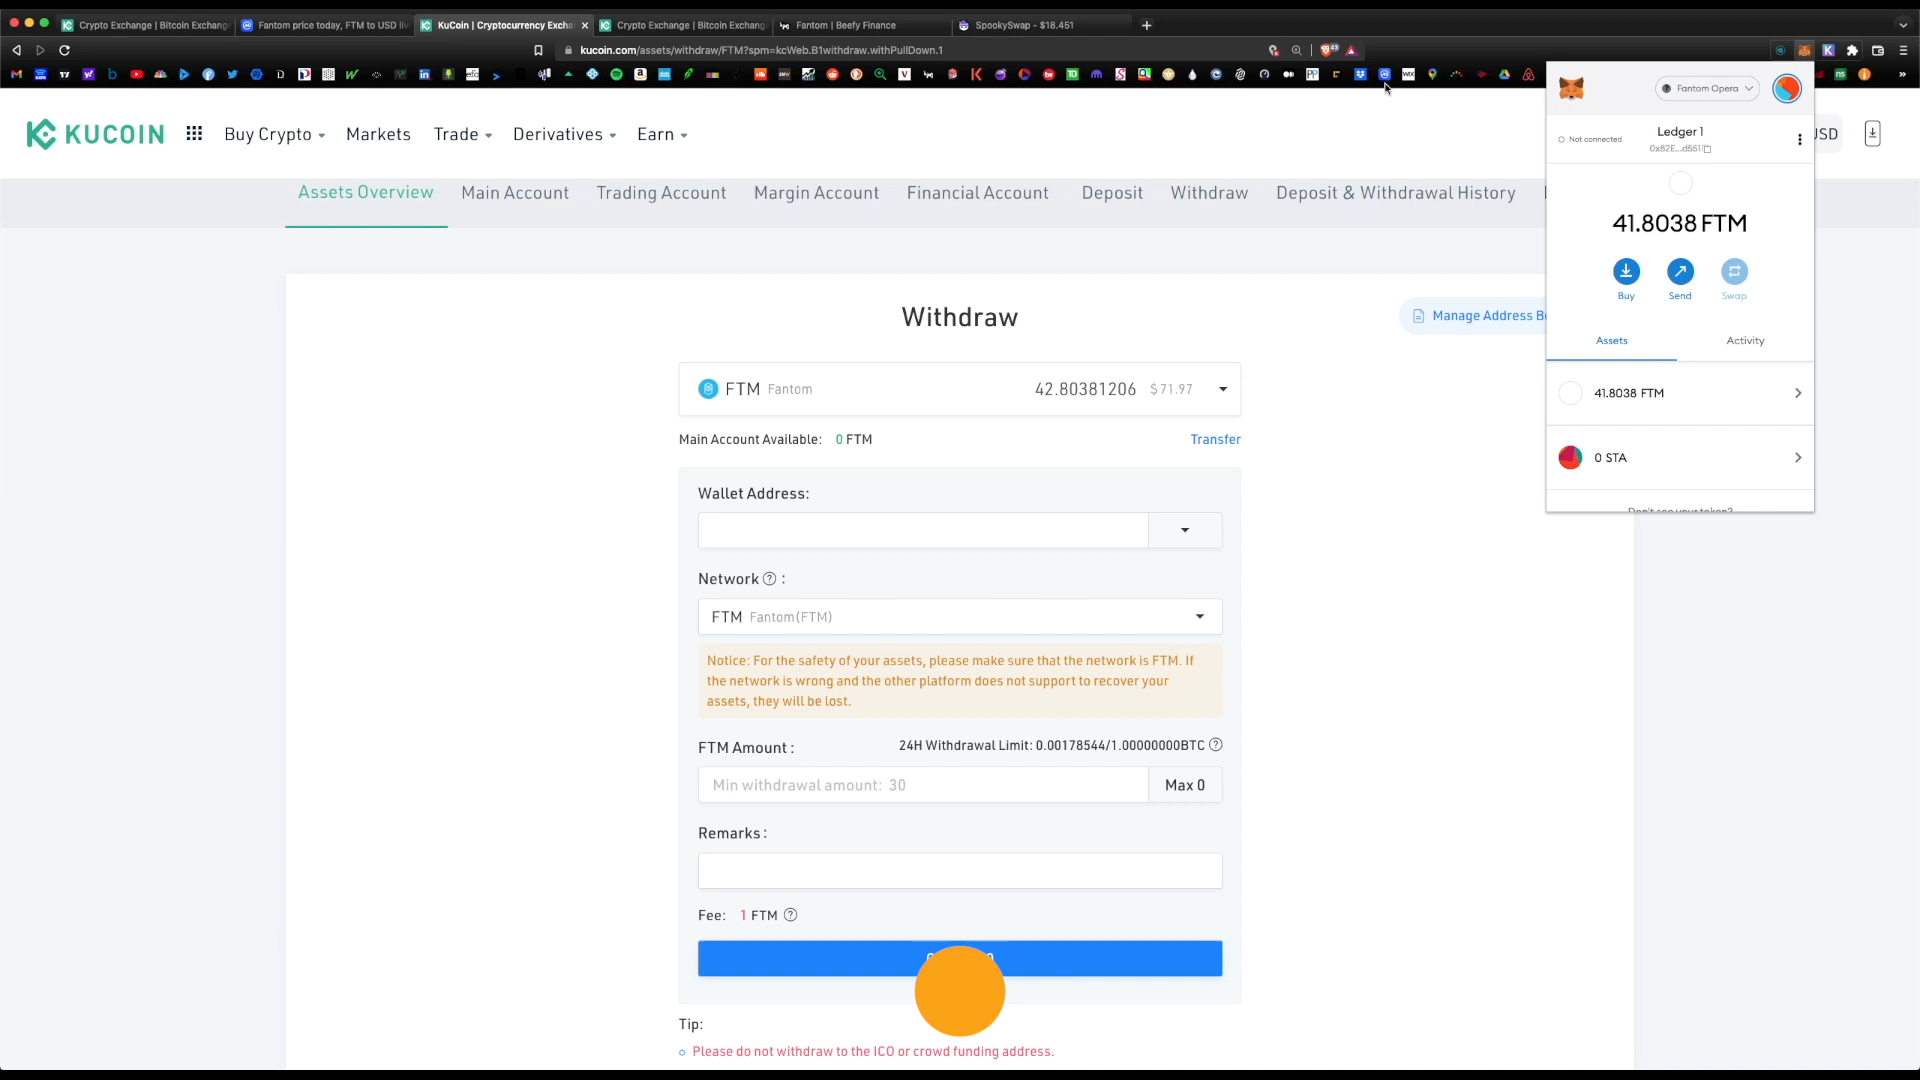 Crypto Exchange | Bitcoin Exchang
Fantom price today, FTM to USD li
KuCoin | Cryptocurrency Excha
Crypto Exchange | Bitcoin Exchang
Fantom | Beefy Finance
SpookySwap - $18.451
kucoin.com/assets/withdraw/FTM?spm=kcWeb.B1withdraw.withPullDown.1
KUCOIN
Buy Crypto
Markets
Trade
Derivatives
Earn
USD
Assets Overview
Main Account
Trading Account
Margin Account
Financial Account
Deposit
Withdraw
Deposit & Withdrawal History
Withdraw
Manage Address Bo
FTM Fantom
42.80381206 $71.97
Main Account Available: 0 FTM
Transfer
Wallet Address:
Network ? :
FTM Fantom(FTM)
Notice: For the safety of your assets, please make sure that the network is FTM. If
the network is wrong and the other platform does not support to recover your
assets, they will be lost.
FTM Amount :
24H Withdrawal Limit: 0.00178544/1.00000000BTC ?
Min withdrawal amount: 30
Max 0
Remarks :
Fee: 1 FTM ?
Tip:
Please do not withdraw to the ICO or crowd funding address.
Fantom Opera
Not connected
Ledger 1
0x82E...d551
41.8038 FTM
Buy
Send
Swap
Assets
Activity
41.8038 FTM
0 STA
Don't see your token?